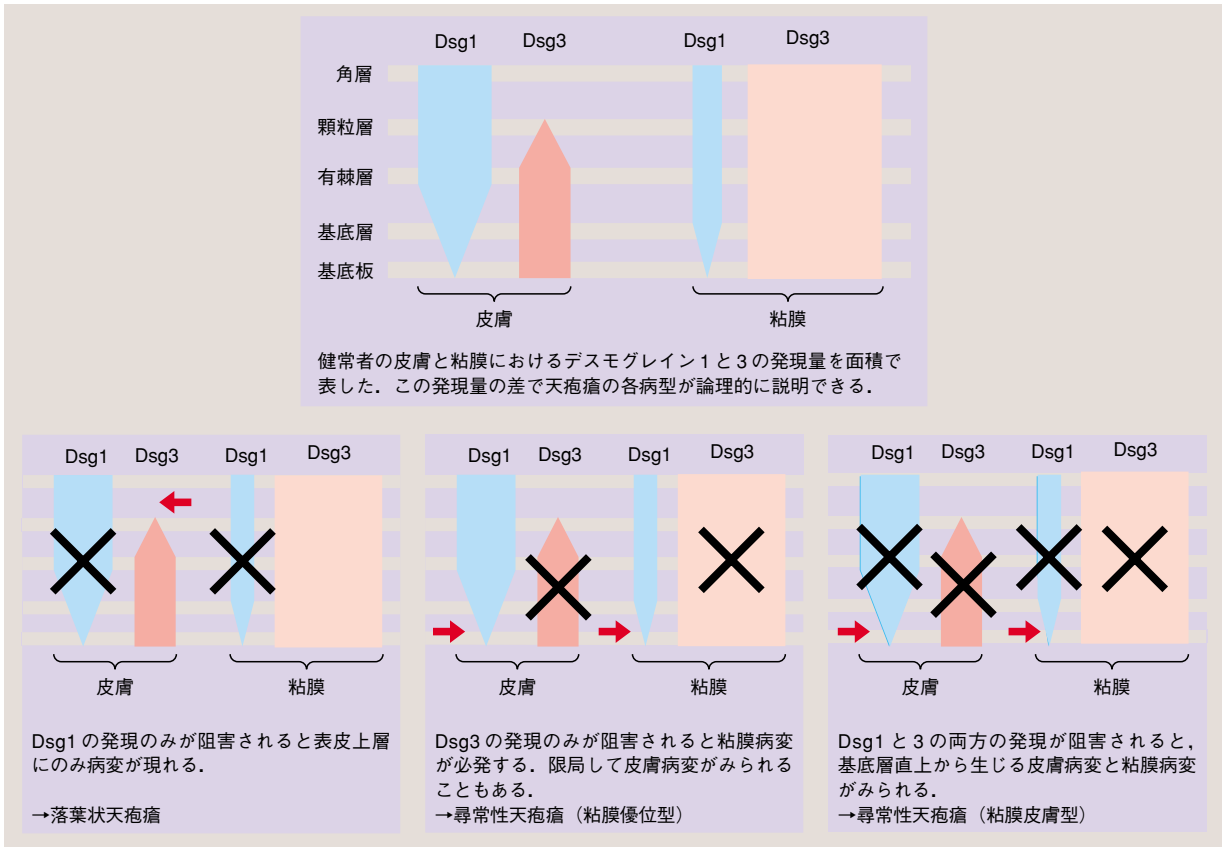 Dsg1 Dsg3 Dsg1 Dsg3
角層
顆粒層
有棘層
基底層
基底板
皮膚 粘膜
健常者の皮膚と粘膜におけるデスモグレイン1と3の発現量を面積で
表した.この発現量の差で天疱瘡の各病型が論理的に説明できる.
Dsg1 Dsg3 Dsg1 Dsg3
皮膚 粘膜
Dsg1の発現のみが阻害されると表皮上層
にのみ病変が現れる.
→落葉状天疱瘡
Dsg1 Dsg3 Dsg1 Dsg3
皮膚 粘膜
Dsg3の発現のみが阻害されると粘膜病変
が必発する.限局して皮膚病変がみられる
こともある.
→尋常性天疱瘡(粘膜優位型)
Dsg1 Dsg3 Dsg1 Dsg3
皮膚 粘膜
Dsg1と3の両方の発現が阻害されると,
基底層直上から生じる皮膚病変と粘膜病変
がみられる.
→尋常性天疱瘡(粘膜皮膚型)